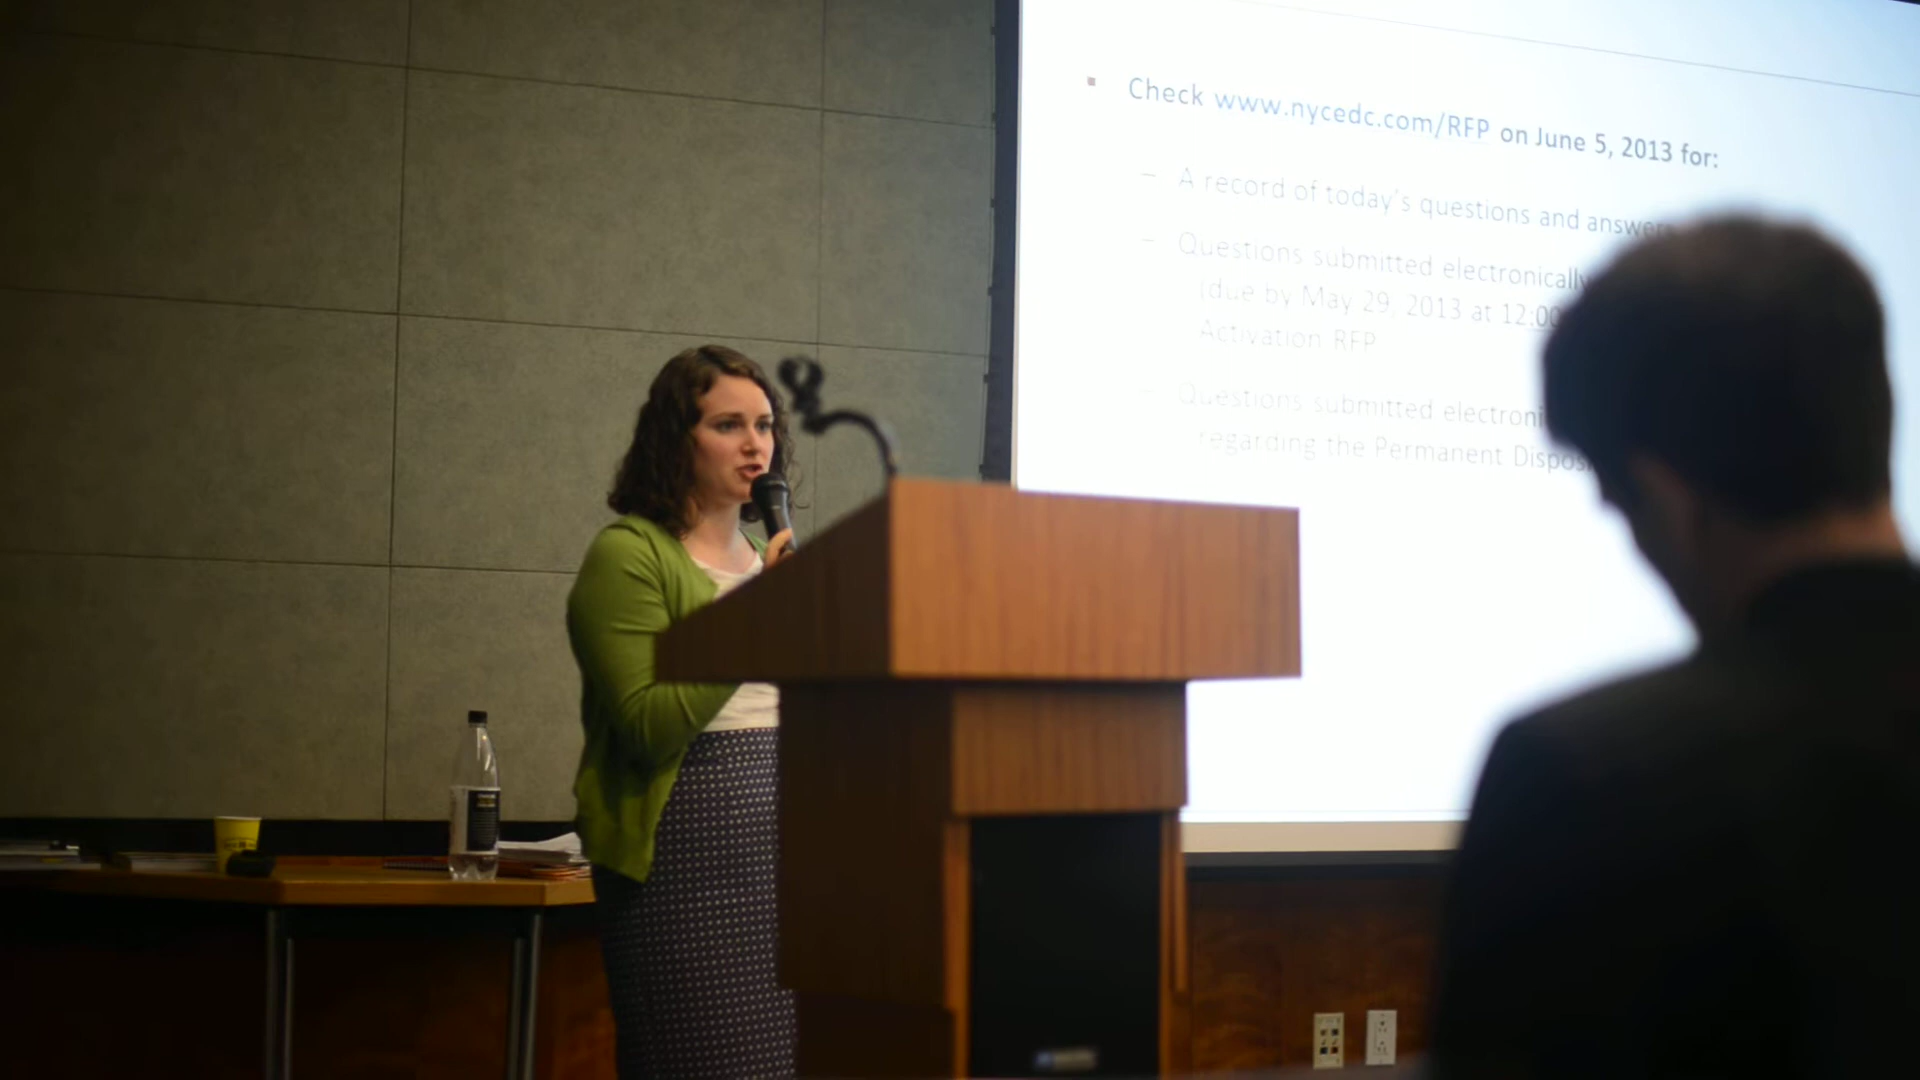 Check www.nycedc.com/RFP on June 5, 2013 for:
– A record of today's questions and answers
– Questions submitted electronically
(due by May 29, 2013 at 12:00
Activation RFP
Questions submitted electroni
regarding the Permanent Dispos